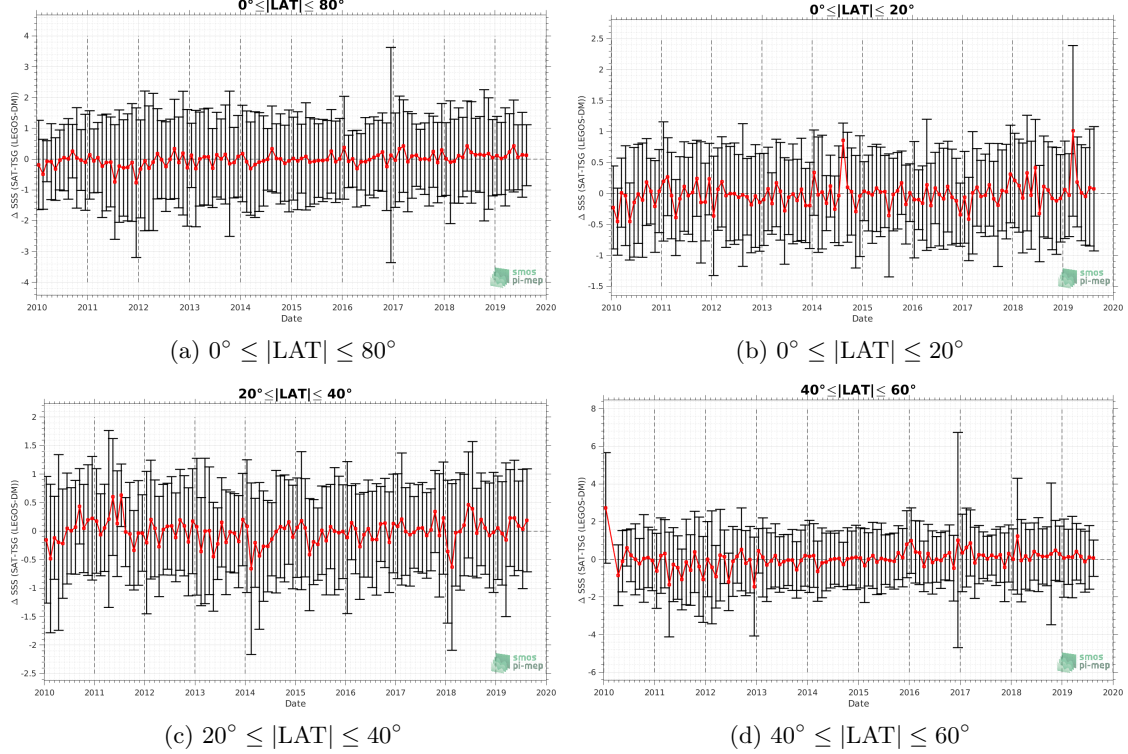 0°≤|LAT|≤ 80°
4
3
2
1
0
-1
-2
-3
-4
Δ SSS (SAT-TSG (LEGOS-DMI))
smos
pi-mep
2010 2011 2012 2013 2014 2015 2016 2017 2018 2019 2020
Date
(a) 0° ≤ |LAT| ≤ 80°
0°≤|LAT|≤ 20°
2.5
2
1.5
1
0.5
0
-0.5
-1
-1.5
Δ SSS (SAT-TSG (LEGOS-DMI))
smos
pi-mep
2010 2011 2012 2013 2014 2015 2016 2017 2018 2019 2020
Date
(b) 0° ≤ |LAT| ≤ 20°
20°≤|LAT|≤ 40°
2
1.5
1
0.5
0
-0.5
-1
-1.5
-2
-2.5
Δ SSS (SAT-TSG (LEGOS-DMI))
smos
pi-mep
2010 2011 2012 2013 2014 2015 2016 2017 2018 2019 2020
Date
(c) 20° ≤ |LAT| ≤ 40°
40°≤|LAT|≤ 60°
8
6
4
2
0
-2
-4
-6
Δ SSS (SAT-TSG (LEGOS-DMI))
smos
pi-mep
2010 2011 2012 2013 2014 2015 2016 2017 2018 2019 2020
Date
(d) 40° ≤ |LAT| ≤ 60°